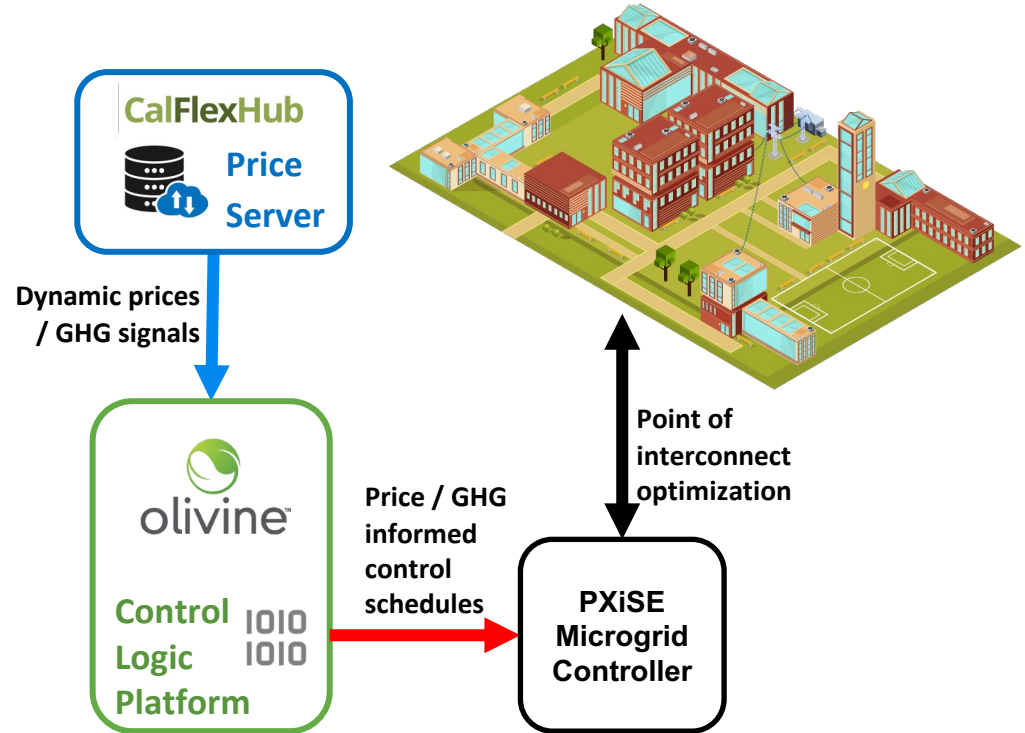 CalFlexHub
Price
Server
Dynamic prices
/ GHG signals
olivine™
Control
Logic
Platform
1010
1010
Price / GHG
informed
control
schedules
Point of
interconnect
optimization
PXiSE
Microgrid
Controller